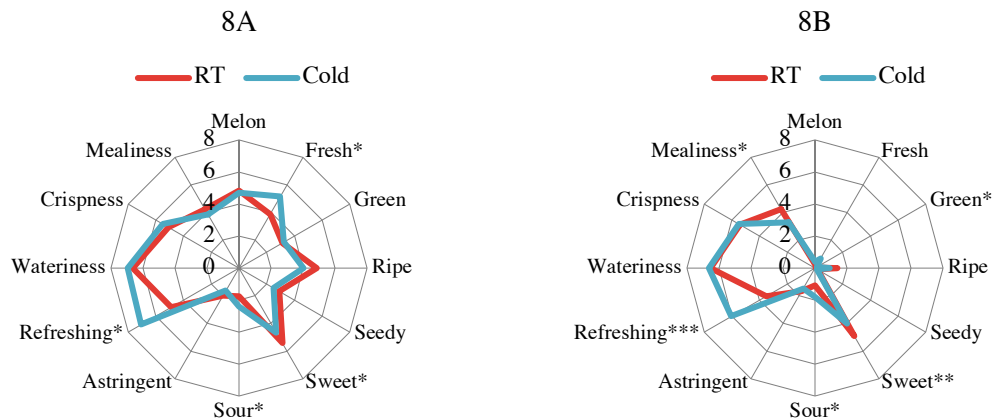 8A
RT Cold
Melon
8
Mealiness Fresh*
6
Crispness 4 Green
2
Wateriness 0 Ripe
Refreshing* Seedy
Astringent Sweet*
Sour*
8B
RT Cold
Melon
8
Mealiness* Fresh
6
Crispness 4 Green*
2
Wateriness 0 Ripe
Refreshing*** Seedy
Astringent Sweet**
Sour*